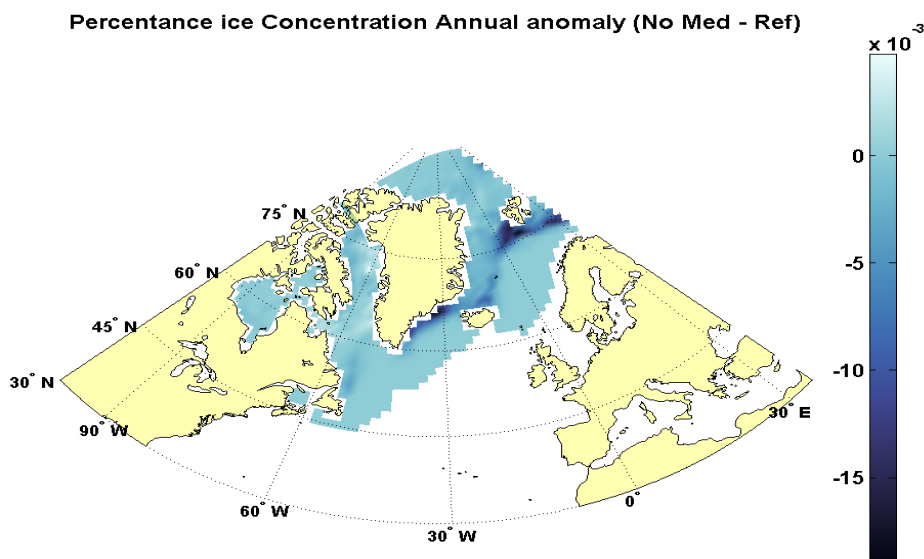 Percentance ice Concentration Annual anomaly (No Med - Ref)
x 10⁻³
0
-5
-10
-15
75° N
60° N
45° N
30° N
90° W
60° W
30° W
0°
30° E